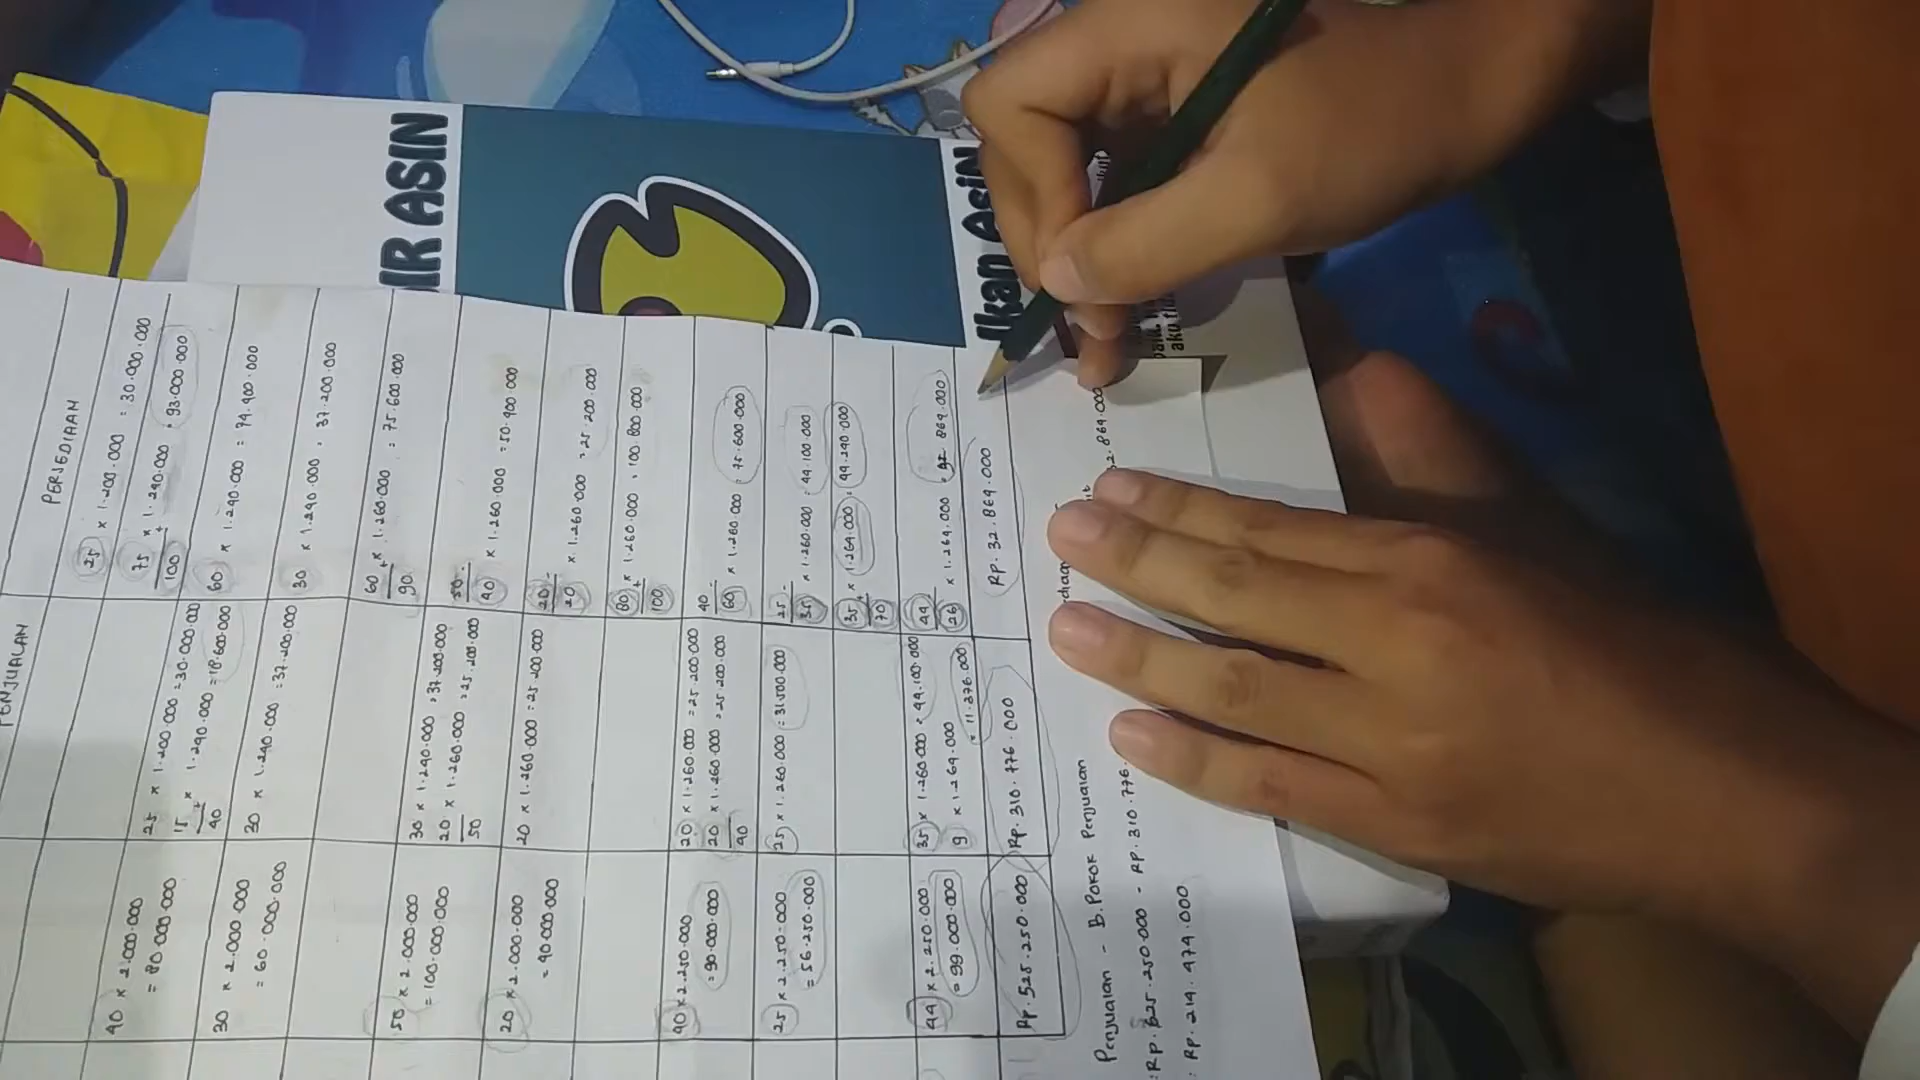 IR ASIN
Ikan Asin
aku
PERSEDIAAN
25 x 1.200.000 = 30.000.000
75 x 1.240.000 = 93.000.000
100
60 x 1.240.000 = 74.400.000
30 x 1.240.000 = 37.200.000
60 x 1.260.000 = 75.600.000
90
50
40 x 1.260.000 = 50.400.000
20
20 x 1.260.000 = 25.200.000
80 x 1.260.000 = 100.800.000
100
40
60 x 1.260.000 = 75.600.000
25
35 x 1.260.000 = 44.100.000
35 x 1.264.000 = 44.240.000
70
44
26 x 1.264.000 = 32.864.000
Rp. 32.864.000
PENJUALAN
25 x 1.200.000 = 30.000.000
15 x 1.240.000 = 18.600.000
40
30 x 1.240.000 = 37.200.000
30 x 1.240.000 = 37.200.000
20 x 1.260.000 = 25.200.000
50
20 x 1.260.000 = 25.200.000
20 x 1.260.000 = 25.200.000
20 x 1.260.000 = 25.200.000
40
25 x 1.260.000 = 31.500.000
35 x 1.260.000 = 44.100.000
9 x 1.264.000 = 11.376.000
Rp. 310.776.000
40 x 2.000.000
= 80.000.000
30 x 2.000.000
= 60.000.000
50 x 2.000.000
= 100.000.000
20 x 2.000.000
= 40.000.000
40 x 2.250.000
= 90.000.000
25 x 2.250.000
= 56.250.000
44 x 2.250.000
= 99.000.000
Rp. 525.250.000
32.864.000
Penjualan - B. Pokok Penjualan
: Rp. 525.250.000 - Rp. 310.776.
: Rp. 214.474.000